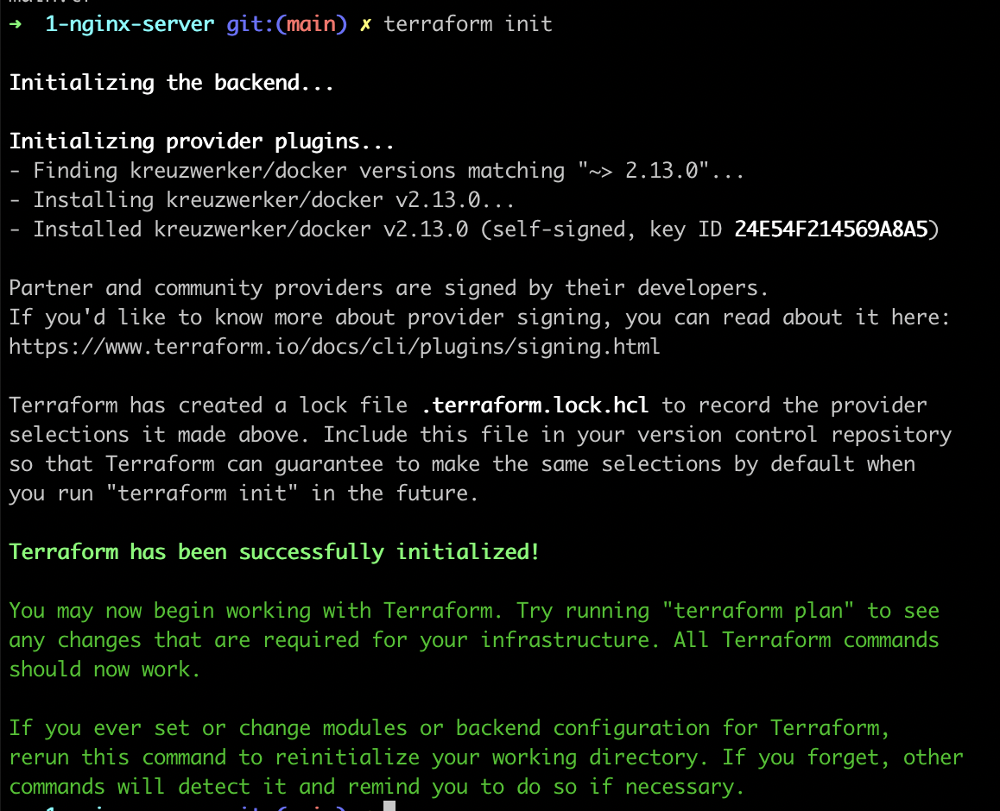 ➜ 1-nginx-server git:(main) ✗ terraform init
Initializing the backend...
Initializing provider plugins...
- Finding kreuzwerker/docker versions matching "~> 2.13.0"...
- Installing kreuzwerker/docker v2.13.0...
- Installed kreuzwerker/docker v2.13.0 (self-signed, key ID 24E54F214569A8A5)
Partner and community providers are signed by their developers.
If you'd like to know more about provider signing, you can read about it here:
https://www.terraform.io/docs/cli/plugins/signing.html
Terraform has created a lock file .terraform.lock.hcl to record the provider
selections it made above. Include this file in your version control repository
so that Terraform can guarantee to make the same selections by default when
you run "terraform init" in the future.
Terraform has been successfully initialized!
You may now begin working with Terraform. Try running "terraform plan" to see
any changes that are required for your infrastructure. All Terraform commands
should now work.
If you ever set or change modules or backend configuration for Terraform,
rerun this command to reinitialize your working directory. If you forget, other
commands will detect it and remind you to do so if necessary.